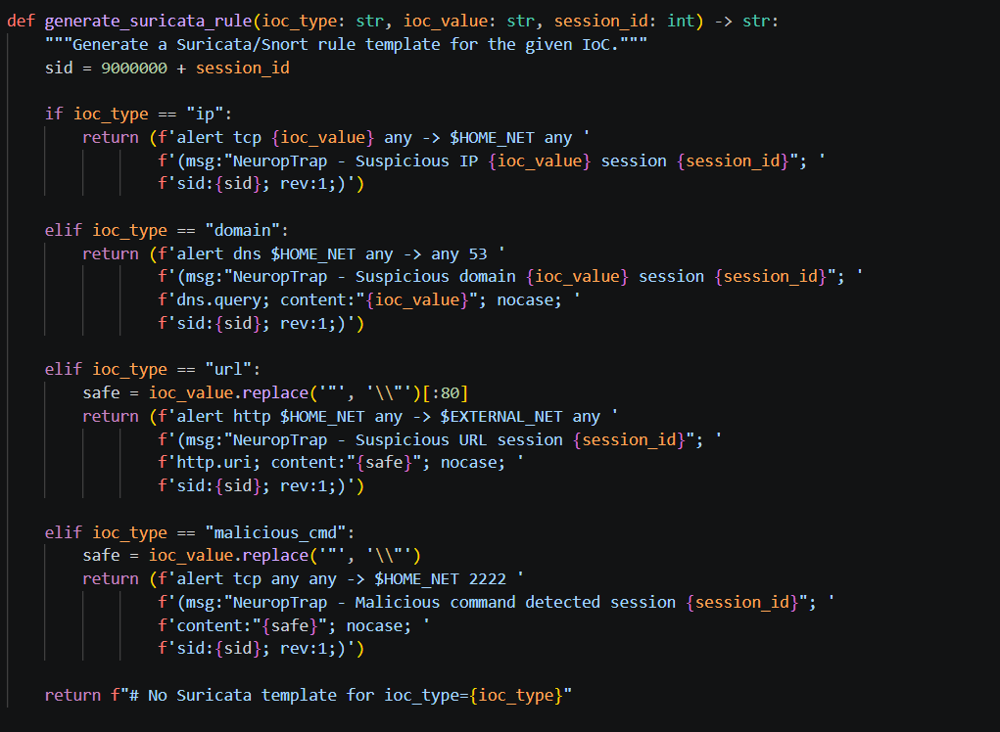 def generate_suricata_rule(ioc_type: str, ioc_value: str, session_id: int) -> str:
    """Generate a Suricata/Snort rule template for the given IoC."""
    sid = 9000000 + session_id

    if ioc_type == "ip":
        return (f'alert tcp {ioc_value} any -> $HOME_NET any '
                f'(msg:"NeuropTrap - Suspicious IP {ioc_value} session {session_id}"; '
                f'sid:{sid}; rev:1;)')

    elif ioc_type == "domain":
        return (f'alert dns $HOME_NET any -> any 53 '
                f'(msg:"NeuropTrap - Suspicious domain {ioc_value} session {session_id}"; '
                f'dns.query; content:"{ioc_value}"; nocase; '
                f'sid:{sid}; rev:1;)')

    elif ioc_type == "url":
        safe = ioc_value.replace('"', '\\"')[:80]
        return (f'alert http $HOME_NET any -> $EXTERNAL_NET any '
                f'(msg:"NeuropTrap - Suspicious URL session {session_id}"; '
                f'http.uri; content:"{safe}"; nocase; '
                f'sid:{sid}; rev:1;)')

    elif ioc_type == "malicious_cmd":
        safe = ioc_value.replace('"', '\\"')
        return (f'alert tcp any any -> $HOME_NET 2222 '
                f'(msg:"NeuropTrap - Malicious command detected session {session_id}"; '
                f'content:"{safe}"; nocase; '
                f'sid:{sid}; rev:1;)')

    return f"# No Suricata template for ioc_type={ioc_type}"